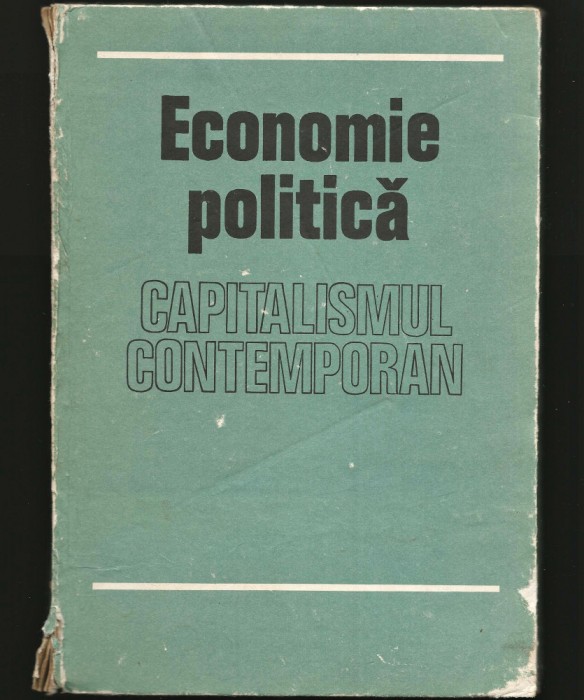 Economie
politică
CAPITALISMUL
CONTEMPORAN